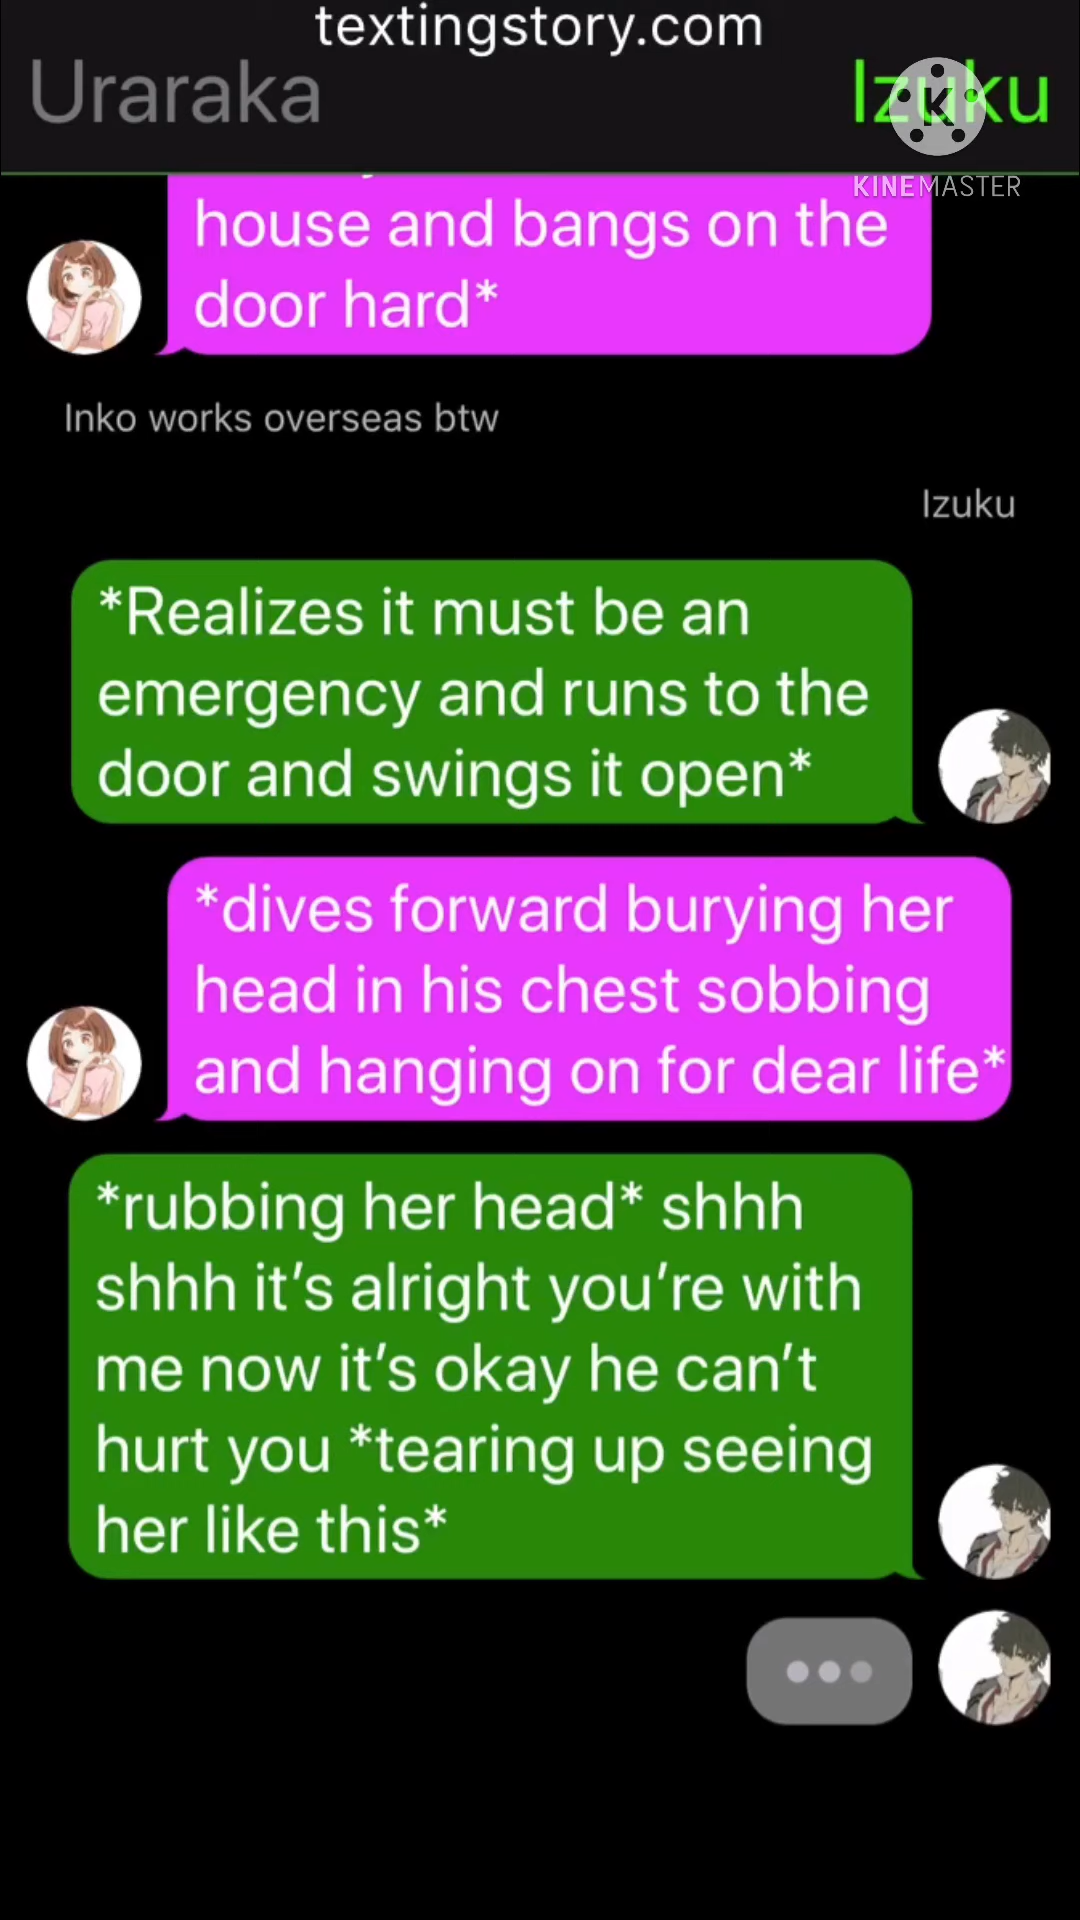 textingstory.com
Uraraka
Izuku
K
KINEMASTER
house and bangs on the
door hard*
Inko works overseas btw
Izuku
*Realizes it must be an
emergency and runs to the
door and swings it open*
*dives forward burying her
head in his chest sobbing
and hanging on for dear life*
*rubbing her head* shhh
shhh it’s alright you’re with
me now it’s okay he can’t
hurt you *tearing up seeing
her like this*